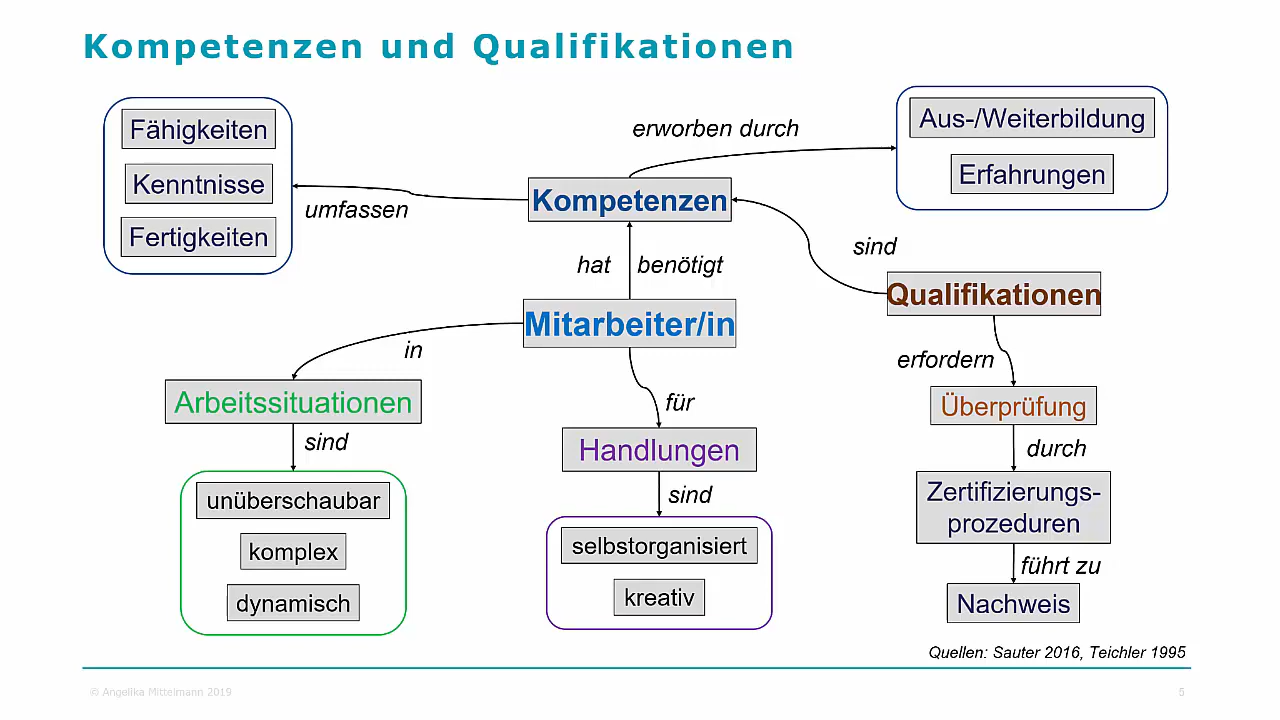 Kompetenzen und Qualifikationen
Fähigkeiten
Kenntnisse
Fertigkeiten
umfassen
erworben durch
Aus-/Weiterbildung
Erfahrungen
Kompetenzen
hat benötigt
sind
Qualifikationen
Mitarbeiter/in
in
erfordern
Arbeitssituationen
sind
unüberschaubar
komplex
dynamisch
für
Handlungen
sind
selbstorganisiert
kreativ
Überprüfung
durch
Zertifizierungs-
prozeduren
führt zu
Nachweis
Quellen: Sauter 2016, Teichler 1995
© Angelika Mittelmann 2019
5